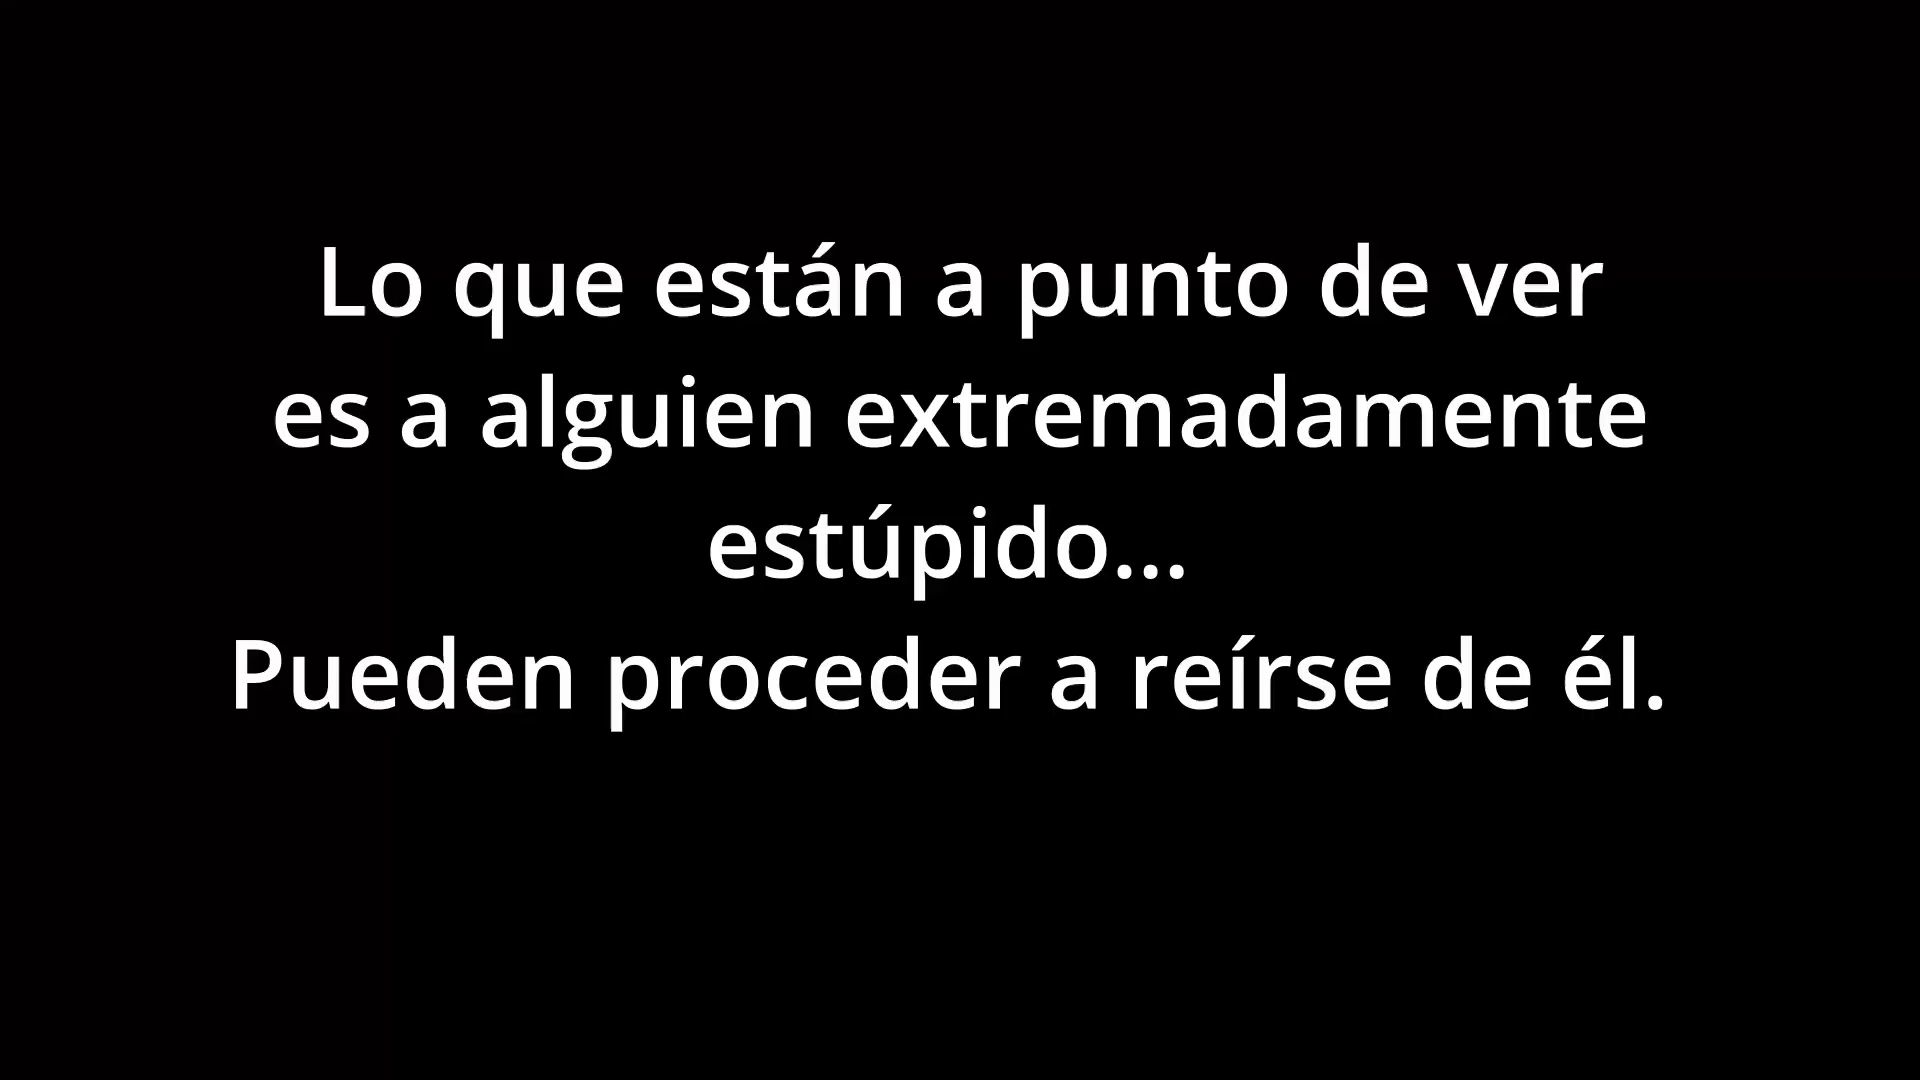 Lo que están a punto de ver
es a alguien extremadamente
estúpido...
Pueden proceder a reírse de él.